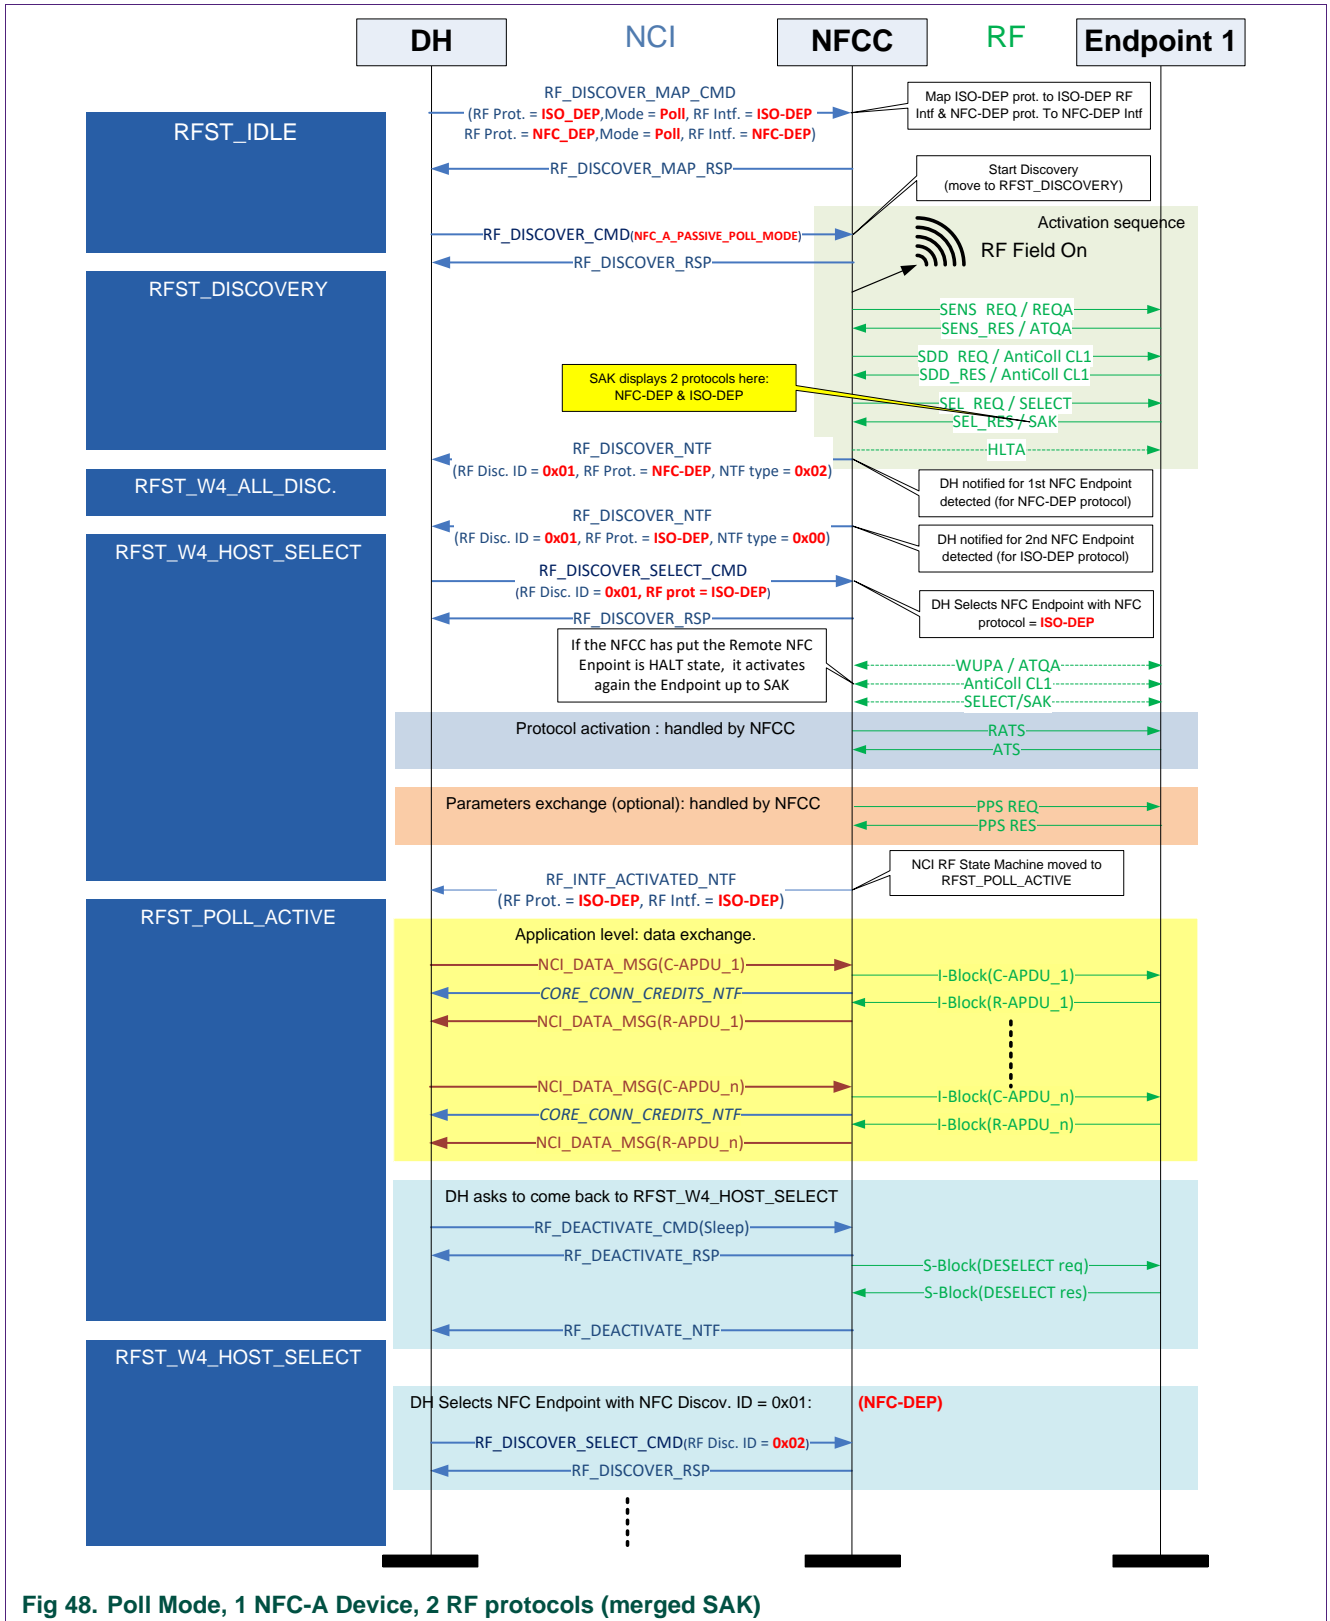 DH
NCI
NFCC
RF
Endpoint 1
RFST_IDLE
RF_DISCOVER_MAP_CMD
(RF Prot. = ISO_DEP,Mode = Poll, RF Intf. = ISO-DEP
RF Prot. = NFC_DEP,Mode = Poll, RF Intf. = NFC-DEP)
Map ISO-DEP prot. to ISO-DEP RF
Intf & NFC-DEP prot. To NFC-DEP Intf
RF_DISCOVER_MAP_RSP
Start Discovery
(move to RFST_DISCOVERY)
RF_DISCOVER_CMD(NFC_A_PASSIVE_POLL_MODE)
Activation sequence
RF Field On
RF_DISCOVER_RSP
RFST_DISCOVERY
SENS_REQ / REQA
SENS_RES / ATQA
SDD_REQ / AntiColl CL1
SDD_RES / AntiColl CL1
SAK displays 2 protocols here:
NFC-DEP & ISO-DEP
SEL_REQ / SELECT
SEL_RES / SAK
HLTA
RF_DISCOVER_NTF
(RF Disc. ID = 0x01, RF Prot. = NFC-DEP, NTF type = 0x02)
RFST_W4_ALL_DISC.
DH notified for 1st NFC Endpoint
detected (for NFC-DEP protocol)
RF_DISCOVER_NTF
(RF Disc. ID = 0x01, RF Prot. = ISO-DEP, NTF type = 0x00)
RFST_W4_HOST_SELECT
DH notified for 2nd NFC Endpoint
detected (for ISO-DEP protocol)
RF_DISCOVER_SELECT_CMD
(RF Disc. ID = 0x01, RF prot = ISO-DEP)
DH Selects NFC Endpoint with NFC
protocol = ISO-DEP
RF_DISCOVER_RSP
If the NFCC has put the Remote NFC
Enpoint is HALT state,  it activates
again the Endpoint up to SAK
WUPA / ATQA
AntiColl CL1
SELECT/SAK
Protocol activation : handled by NFCC
RATS
ATS
Parameters exchange (optional): handled by NFCC
PPS REQ
PPS RES
NCI RF State Machine moved to
RFST_POLL_ACTIVE
RF_INTF_ACTIVATED_NTF
(RF Prot. = ISO-DEP, RF Intf. = ISO-DEP)
RFST_POLL_ACTIVE
Application level: data exchange.
NCI_DATA_MSG(C-APDU_1)
I-Block(C-APDU_1)
CORE_CONN_CREDITS_NTF
I-Block(R-APDU_1)
NCI_DATA_MSG(R-APDU_1)
NCI_DATA_MSG(C-APDU_n)
I-Block(C-APDU_n)
CORE_CONN_CREDITS_NTF
I-Block(R-APDU_n)
NCI_DATA_MSG(R-APDU_n)
DH asks to come back to RFST_W4_HOST_SELECT
RF_DEACTIVATE_CMD(Sleep)
RF_DEACTIVATE_RSP
S-Block(DESELECT req)
S-Block(DESELECT res)
RF_DEACTIVATE_NTF
RFST_W4_HOST_SELECT
DH Selects NFC Endpoint with NFC Discov. ID = 0x01: (NFC-DEP)
RF_DISCOVER_SELECT_CMD(RF Disc. ID = 0x02)
RF_DISCOVER_RSP
Fig 48. Poll Mode, 1 NFC-A Device, 2 RF protocols (merged SAK)